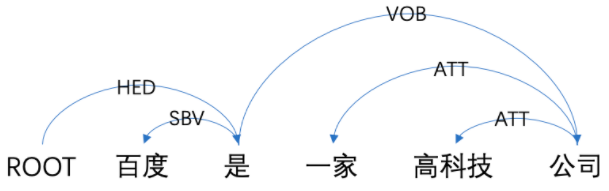 VOB
ATT
HED
SBV ATT
ROOT 百度 是 一家 高科技 公司